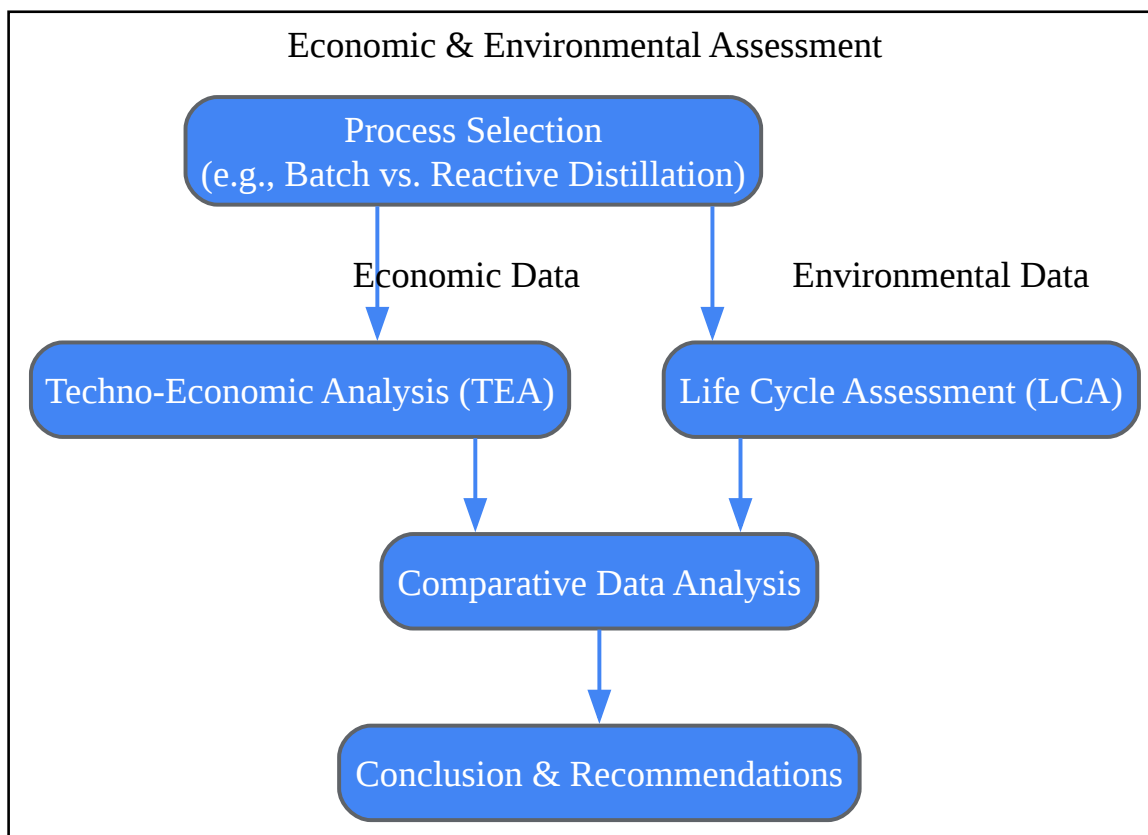 Economic & Environmental Assessment
Process Selection
(e.g., Batch vs. Reactive Distillation)
Economic Data
Environmental Data
Techno-Economic Analysis (TEA)
Life Cycle Assessment (LCA)
Comparative Data Analysis
Conclusion & Recommendations